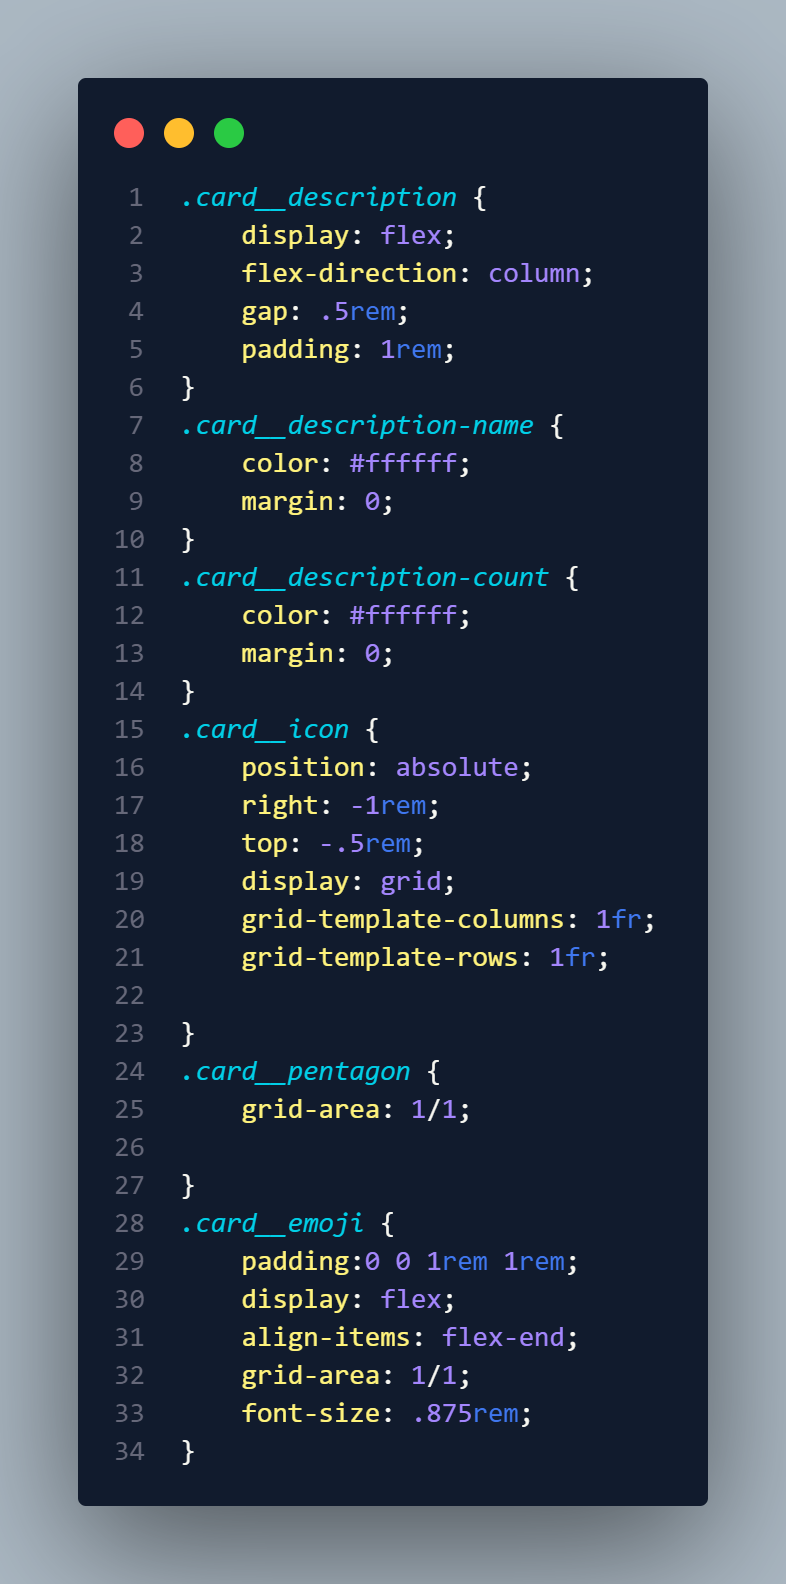 1 .card__description {
2     display: flex;
3     flex-direction: column;
4     gap: .5rem;
5     padding: 1rem;
6 }
7 .card__description-name {
8     color: #ffffff;
9     margin: 0;
10 }
11 .card__description-count {
12     color: #ffffff;
13     margin: 0;
14 }
15 .card__icon {
16     position: absolute;
17     right: -1rem;
18     top: -.5rem;
19     display: grid;
20     grid-template-columns: 1fr;
21     grid-template-rows: 1fr;
22
23 }
24 .card__pentagon {
25     grid-area: 1/1;
26
27 }
28 .card__emoji {
29     padding:0 0 1rem 1rem;
30     display: flex;
31     align-items: flex-end;
32     grid-area: 1/1;
33     font-size: .875rem;
34 }